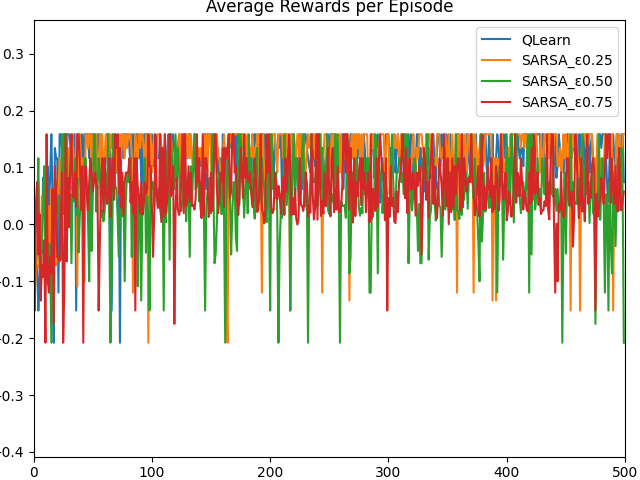 Average Rewards per Episode
QLearn
SARSA_ε0.25
SARSA_ε0.50
SARSA_ε0.75
0.3
0.2
0.1
0.0
-0.1
-0.2
-0.3
-0.4
0 100 200 300 400 500